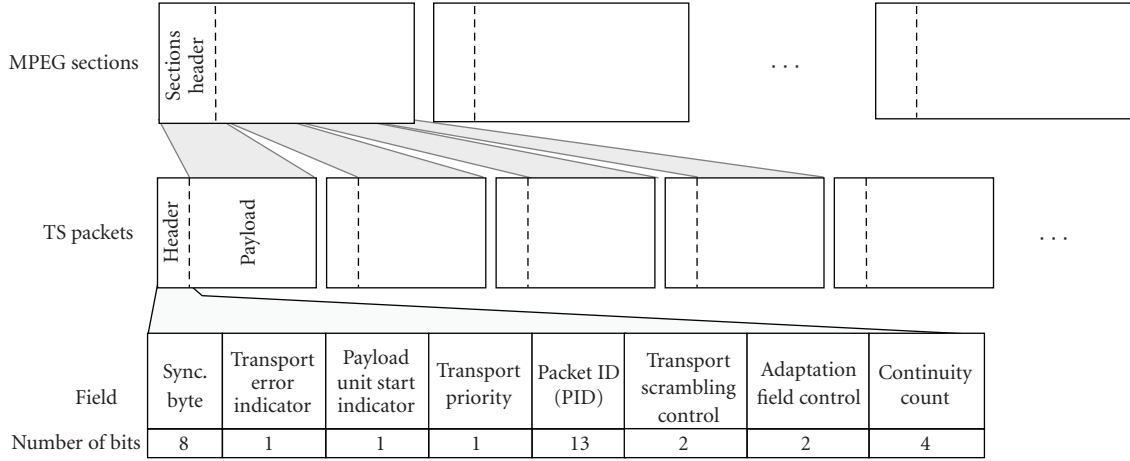 MPEG sections
Sections
header
. . .
TS packets
Header
Payload
. . .
Field
Sync.
byte
Transport
error
indicator
Payload
unit start
indicator
Transport
priority
Packet ID
(PID)
Transport
scrambling
control
Adaptation
field control
Continuity
count
Number of bits 8 1 1 1 13 2 2 4